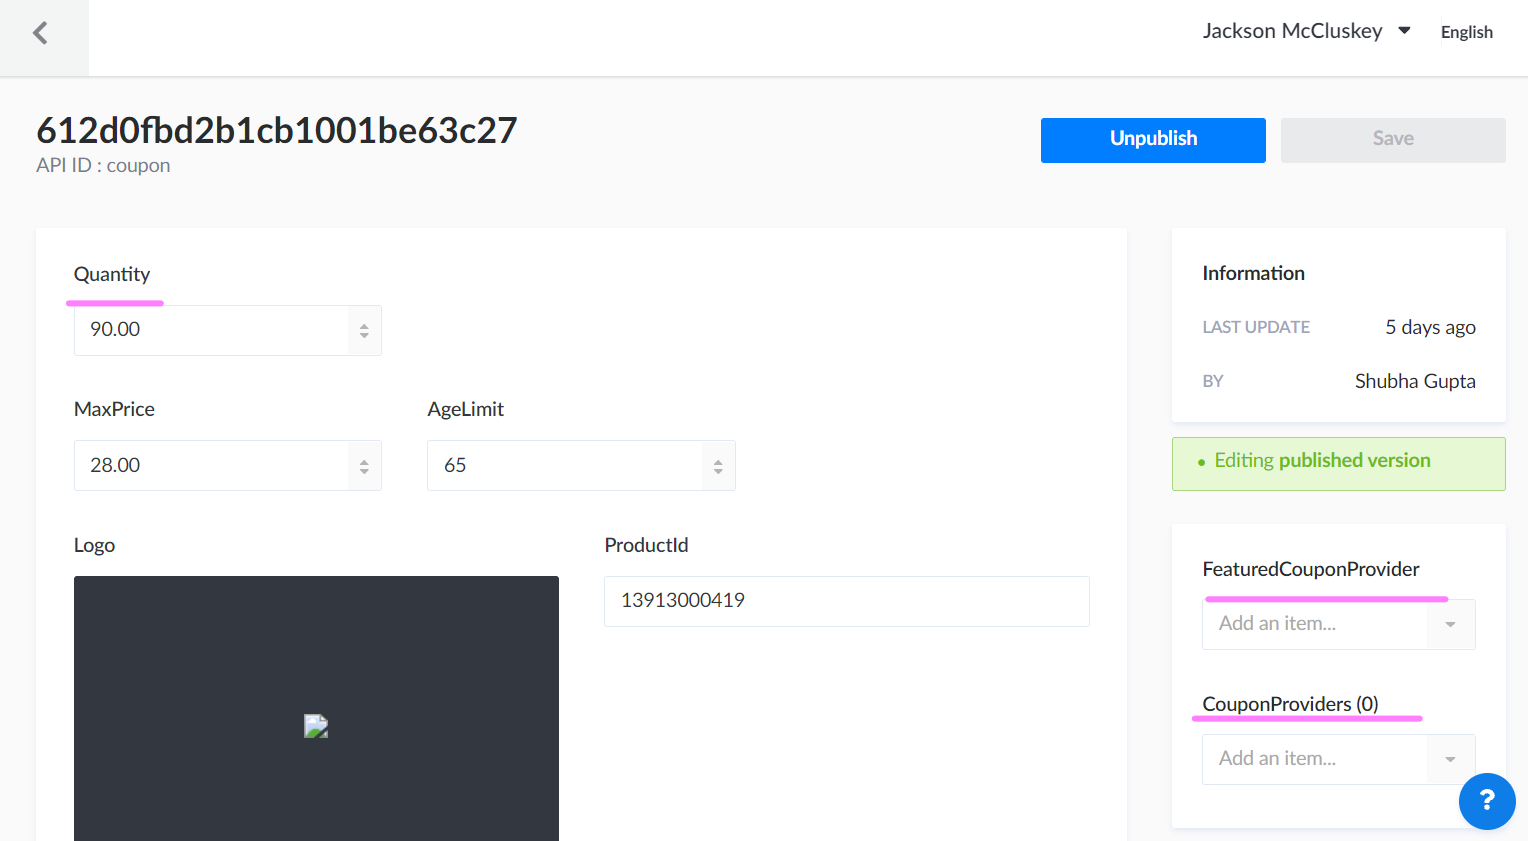 Jackson McCluskey English
612d0fbd2b1cb1001be63c27
API ID : coupon
Unpublish
Save
Quantity
90.00
MaxPrice
28.00
AgeLimit
65
Logo
ProductId
13913000419
Information
LAST UPDATE 5 days ago
BY Shubha Gupta
• Editing published version
FeaturedCouponProvider
Add an item...
CouponProviders (0)
Add an item...
?